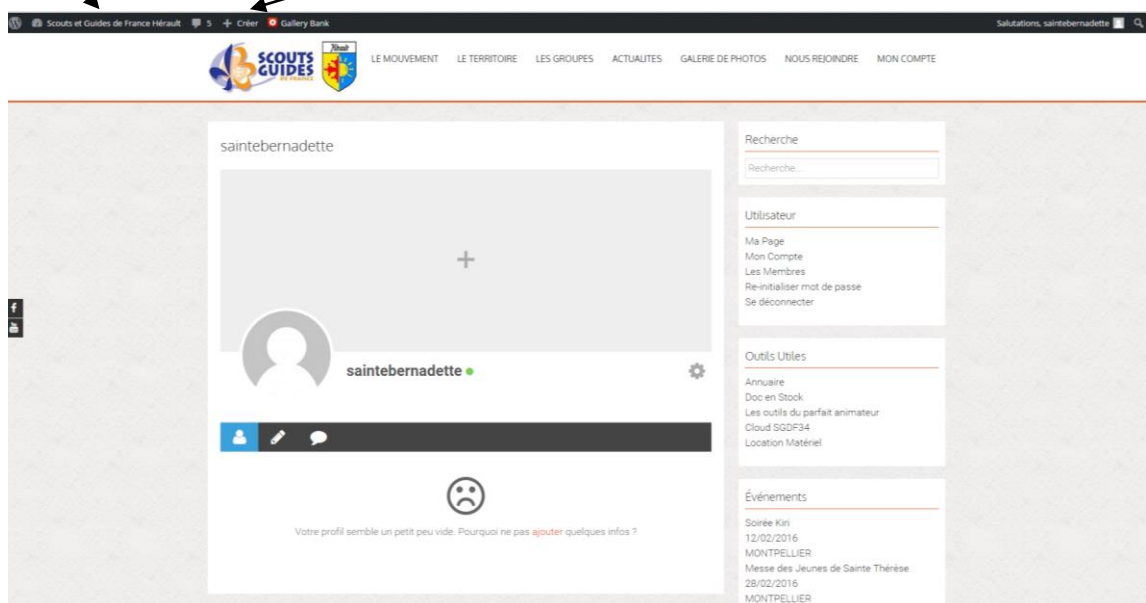 Scouts et Guides de France Hérault 5 + Créer Gallery Bank Salutations, saintebernadette
SCOUTS GUIDES DE FRANCE Hérault LE MOUVEMENT LE TERRITOIRE LES GROUPES ACTUALITES GALERIE DE PHOTOS NOUS REJOINDRE MON COMPTE
saintebernadette
saintebernadette
Votre profil semble un petit peu vide. Pourquoi ne pas ajouter quelques infos ?
Recherche
Recherche...
Utilisateur
Ma Page
Mon Compte
Les Membres
Re-initialiser mot de passe
Se déconnecter
Outils Utiles
Annuaire
Doc en Stock
Les outils du parfait animateur
Cloud SGDF34
Location Matériel
Événements
Soirée Kiri
12/02/2016
MONTPELLIER
Messe des Jeunes de Sainte Thérèse
28/02/2016
MONTPELLIER